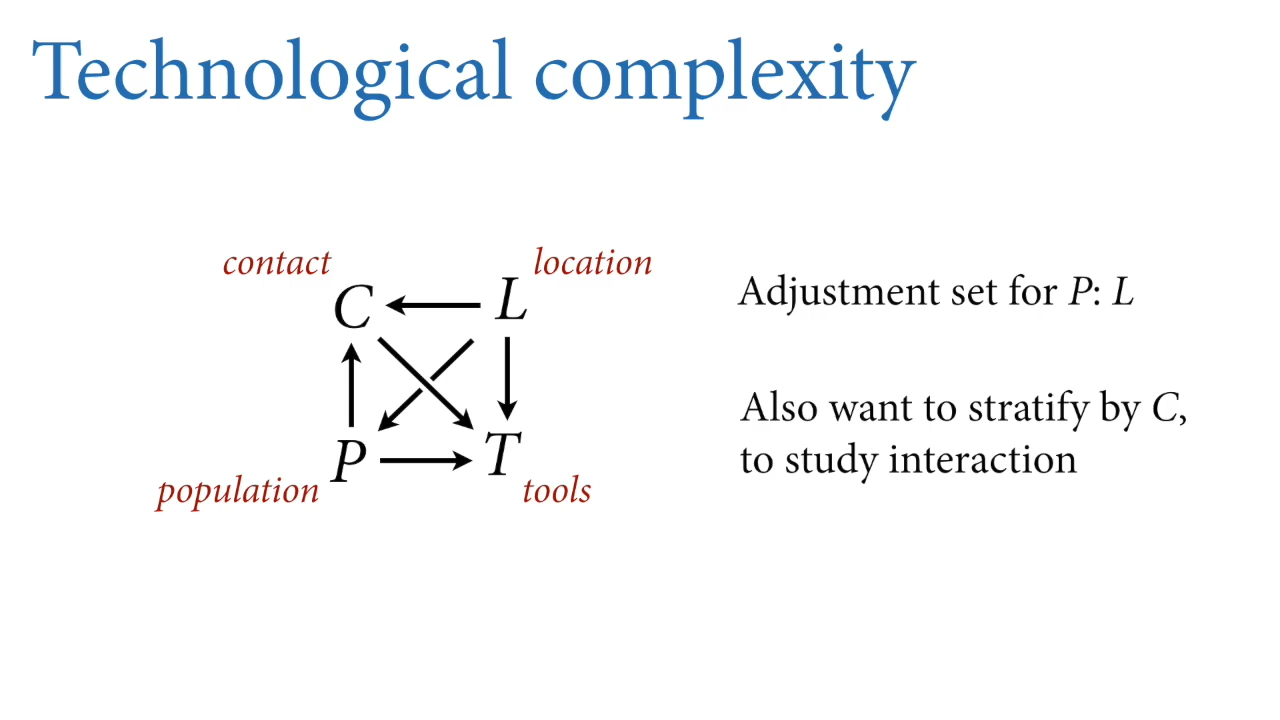 Technological complexity
contact
location
C
L
P
T
population
tools
Adjustment set for P: L
Also want to stratify by C,
to study interaction